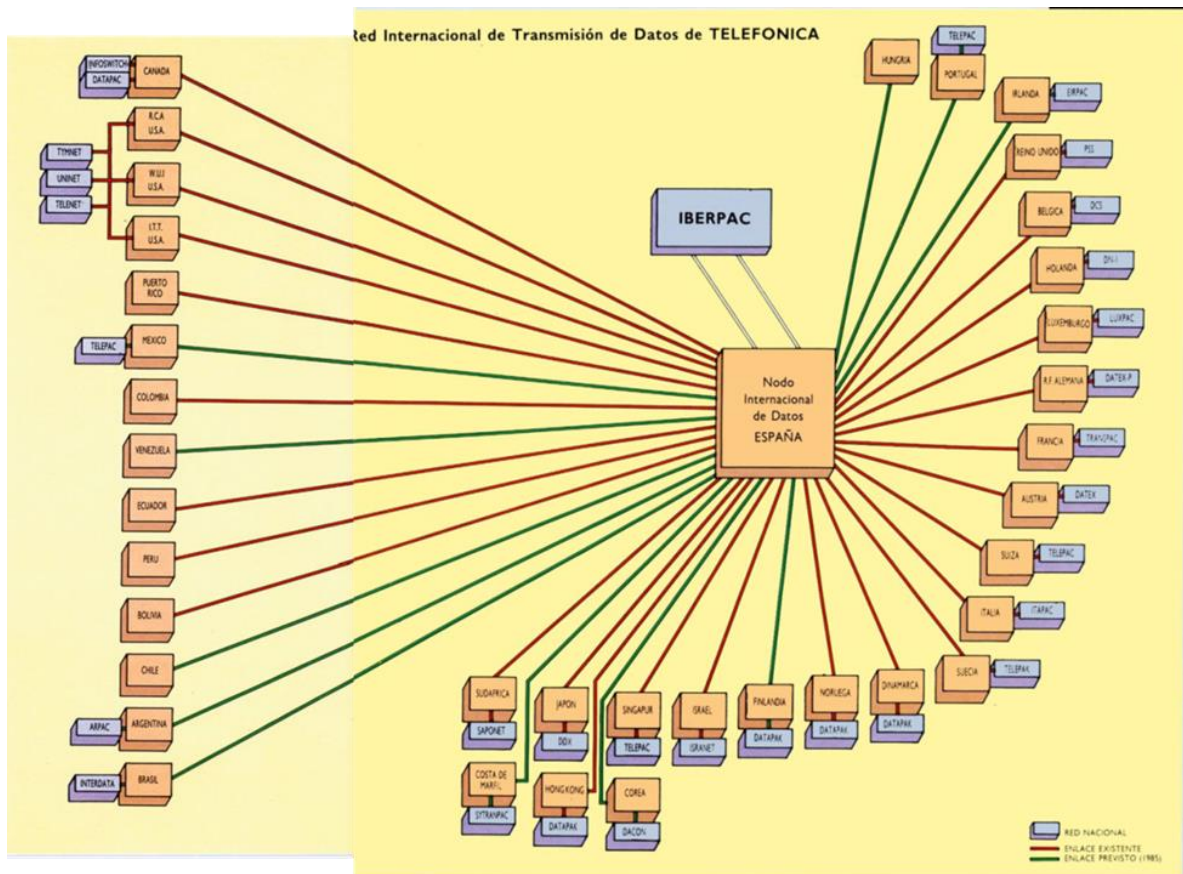 Red Internacional de Transmisión de Datos de TELEFONICA
INFOSWITCH
DATAPAC
CANADA
R.C.A
U.S.A.
TYMNET
UNINET
TELENET
W.U.I
U.S.A.
I.T.T.
U.S.A.
PUERTO
RICO
TELEPAC
MEXICO
COLOMBIA
VENEZUELA
ECUADOR
PERU
BOLIVIA
CHILE
ARPAC
ARGENTINA
INTERDATA
BRASIL
IBERPAC
Nodo
Internacional
de Datos
ESPAÑA
HUNGRIA
TELEPAC
PORTUGAL
IRLANDA
EIRPAC
REINO UNIDO
PSS
BELGICA
DCS
HOLANDA
DN-I
LUXEMBURGO
LUXPAC
R.F. ALEMANA
DATEX-P
FRANCIA
TRANSPAC
AUSTRIA
DATEX
SUIZA
TELEPAC
ITALIA
ITAPAC
SUECIA
TELEPAK
DINAMARCA
DATAPAK
NORUEGA
DATAPAK
FINLANDIA
DATAPAK
ISRAEL
ISRANET
SINGAPUR
TELEPAC
JAPON
DDX
SUDAFRICA
SAPONET
COSTA DE
MARFIL
SYTRANPAC
HONG KONG
DATAPAK
COREA
DACON
RED NACIONAL
ENLACE EXISTENTE
ENLACE PREVISTO (1985)